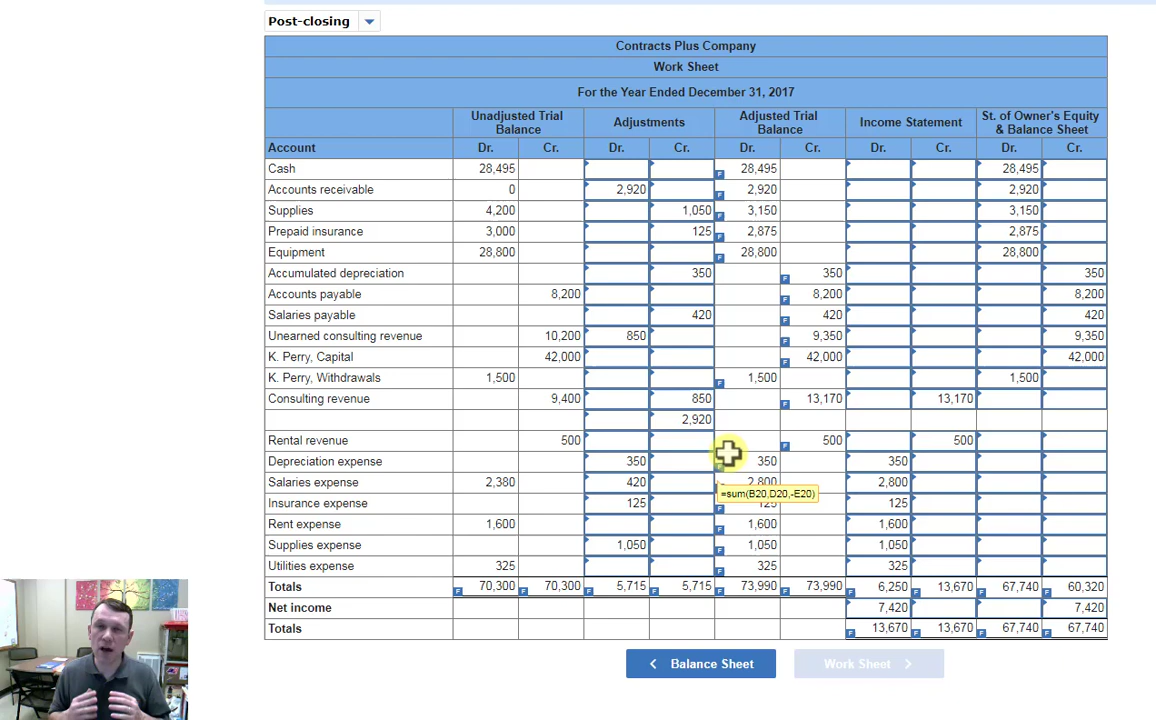 Post-closing
Contracts Plus Company
Work Sheet
For the Year Ended December 31, 2017
Unadjusted Trial Balance Adjustments Adjusted Trial Balance Income Statement St. of Owner's Equity & Balance Sheet
Account Dr. Cr. Dr. Cr. Dr. Cr. Dr. Cr. Dr. Cr.
Cash 28,495 28,495 28,495
Accounts receivable 0 2,920 2,920 2,920
Supplies 4,200 1,050 3,150 3,150
Prepaid insurance 3,000 125 2,875 2,875
Equipment 28,800 28,800 28,800
Accumulated depreciation 350 350 350
Accounts payable 8,200 8,200 8,200
Salaries payable 420 420 420
Unearned consulting revenue 10,200 850 9,350 9,350
K. Perry, Capital 42,000 42,000 42,000
K. Perry, Withdrawals 1,500 1,500 1,500
Consulting revenue 9,400 850 13,170 13,170
2,920
Rental revenue 500 500 500
Depreciation expense 350 350 350
Salaries expense 2,380 420 2,800 2,800
=sum(B20,D20,-E20)
Insurance expense 125 125 125
Rent expense 1,600 1,600 1,600
Supplies expense 1,050 1,050 1,050
Utilities expense 325 325 325
Totals 70,300 70,300 5,715 5,715 73,990 73,990 6,250 13,670 67,740 60,320
Net income 7,420 7,420
Totals 13,670 13,670 67,740 67,740
Balance Sheet Work Sheet